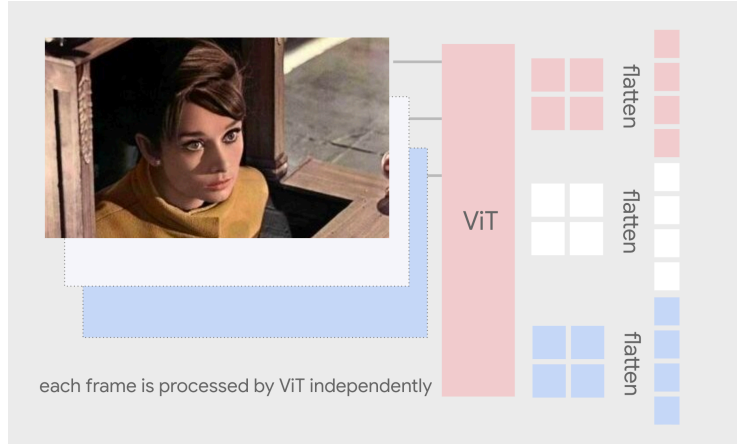 ViT
flatten
flatten
flatten
each frame is processed by ViT independently